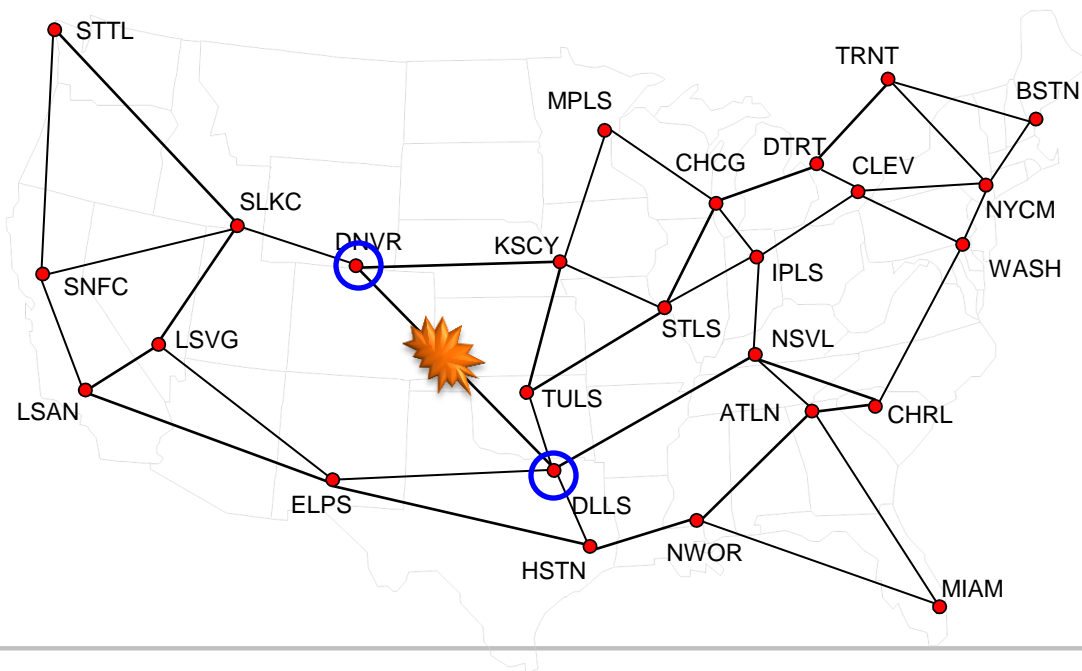 STTL
TRNT
BSTN
MPLS
DTRT
CHCG
CLEV
SLKC
NYCM
DNVR
KSCY
WASH
IPLS
SNFC
STLS
LSVG
NSVL
TULS
LSAN
ATLN
CHRL
ELPS
DLLS
NWOR
HSTN
MIAM